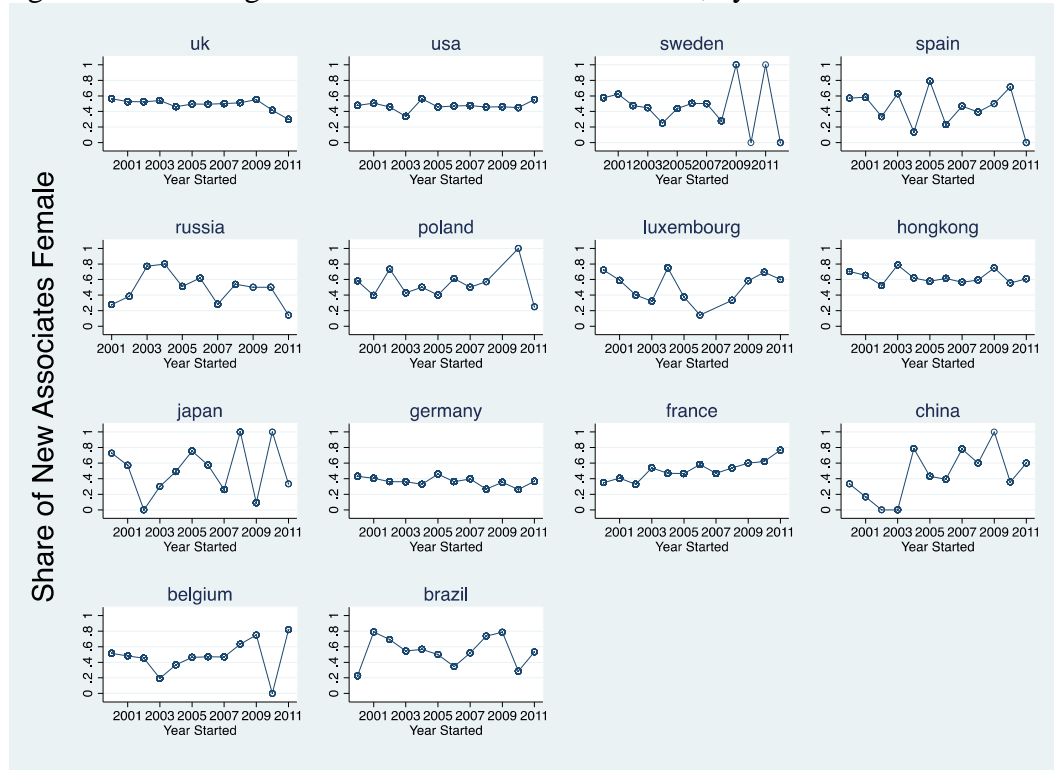 Share of New Associates Female
uk
0 .2 .4 .6 .8 1
2001 2003 2005 2007 2009 2011
Year Started
usa
0 .2 .4 .6 .8 1
2001 2003 2005 2007 2009 2011
Year Started
sweden
0 .2 .4 .6 .8 1
2001 2003 2005 2007 2009 2011
Year Started
spain
0 .2 .4 .6 .8 1
2001 2003 2005 2007 2009 2011
Year Started
russia
0 .2 .4 .6 .8 1
2001 2003 2005 2007 2009 2011
Year Started
poland
0 .2 .4 .6 .8 1
2001 2003 2005 2007 2009 2011
Year Started
luxembourg
0 .2 .4 .6 .8 1
2001 2003 2005 2007 2009 2011
Year Started
hongkong
0 .2 .4 .6 .8 1
2001 2003 2005 2007 2009 2011
Year Started
japan
0 .2 .4 .6 .8 1
2001 2003 2005 2007 2009 2011
Year Started
germany
0 .2 .4 .6 .8 1
2001 2003 2005 2007 2009 2011
Year Started
france
0 .2 .4 .6 .8 1
2001 2003 2005 2007 2009 2011
Year Started
china
0 .2 .4 .6 .8 1
2001 2003 2005 2007 2009 2011
Year Started
belgium
0 .2 .4 .6 .8 1
2001 2003 2005 2007 2009 2011
Year Started
brazil
0 .2 .4 .6 .8 1
2001 2003 2005 2007 2009 2011
Year Started